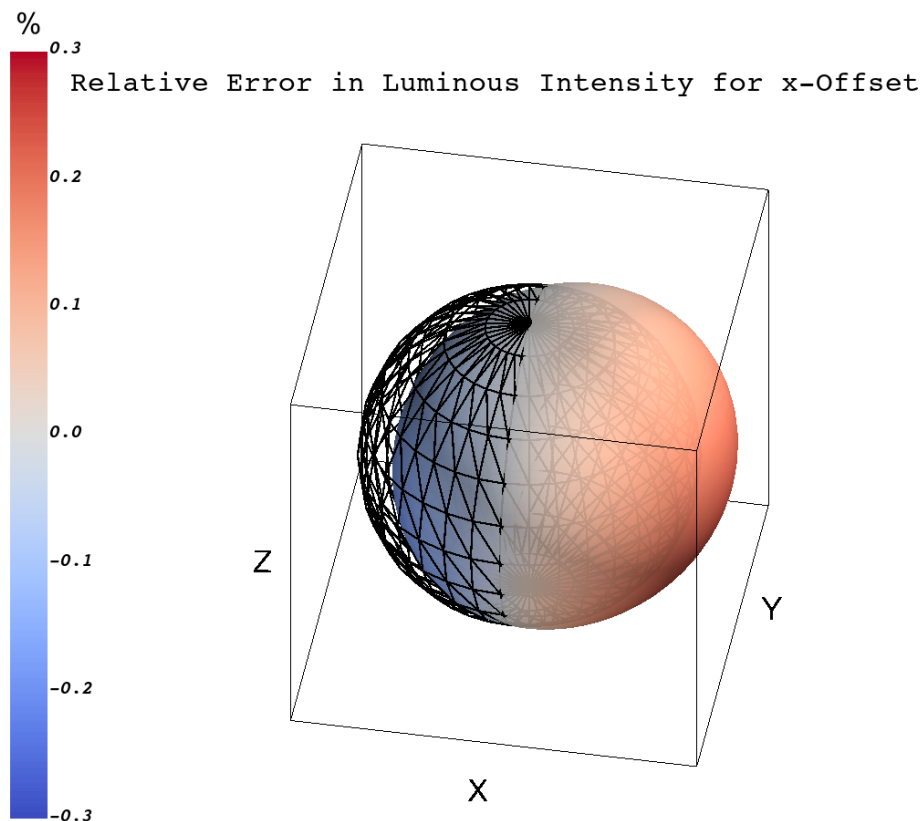 %
0.3
Relative Error in Luminous Intensity for x-Offset
0.2
0.1
0.0
-0.1
-0.2
-0.3
Z
Y
X